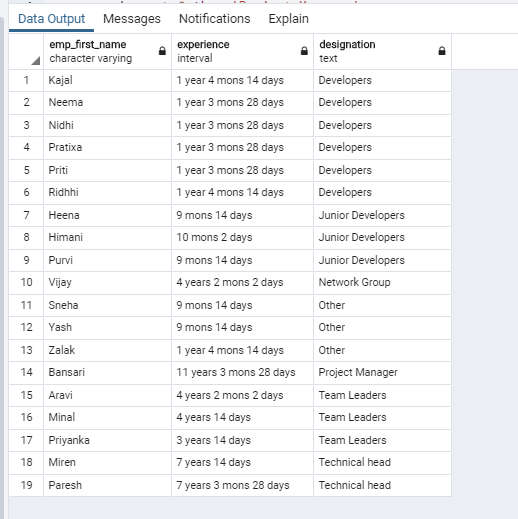 Data Output Messages Notifications Explain
emp_first_name experience designation
character varying interval text
1 Kajal 1 year 4 mons 14 days Developers
2 Neema 1 year 3 mons 28 days Developers
3 Nidhi 1 year 3 mons 28 days Developers
4 Pratixa 1 year 3 mons 28 days Developers
5 Priti 1 year 3 mons 28 days Developers
6 Ridhhi 1 year 4 mons 14 days Developers
7 Heena 9 mons 14 days Junior Developers
8 Himani 10 mons 2 days Junior Developers
9 Purvi 9 mons 14 days Junior Developers
10 Vijay 4 years 2 mons 2 days Network Group
11 Sneha 9 mons 14 days Other
12 Yash 9 mons 14 days Other
13 Zalak 1 year 4 mons 14 days Other
14 Bansari 11 years 3 mons 28 days Project Manager
15 Aravi 4 years 2 mons 2 days Team Leaders
16 Minal 4 years 14 days Team Leaders
17 Priyanka 3 years 14 days Team Leaders
18 Miren 7 years 14 days Technical head
19 Paresh 7 years 3 mons 28 days Technical head